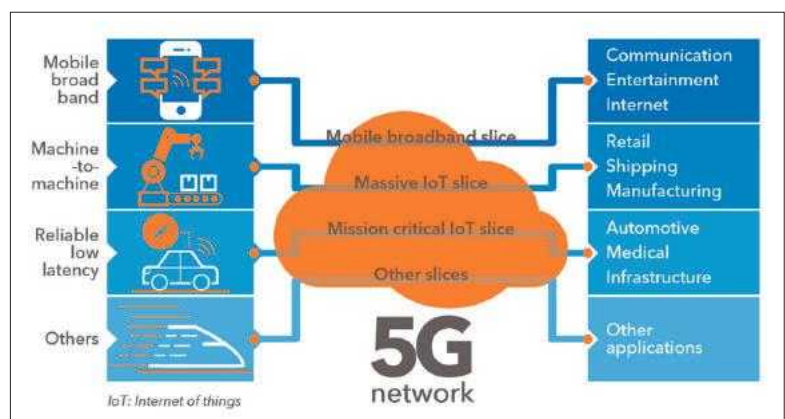 Mobile
broad
band
Communication
Entertainment
Internet
Mobile broadband slice
Machine
-to-
machine
Retail
Shipping
Manufacturing
Massive IoT slice
Reliable
low
latency
Automotive
Medical
Infrastructure
Mission critical IoT slice
Other slices
Others
Other
applications
5G
network
IoT: Internet of things